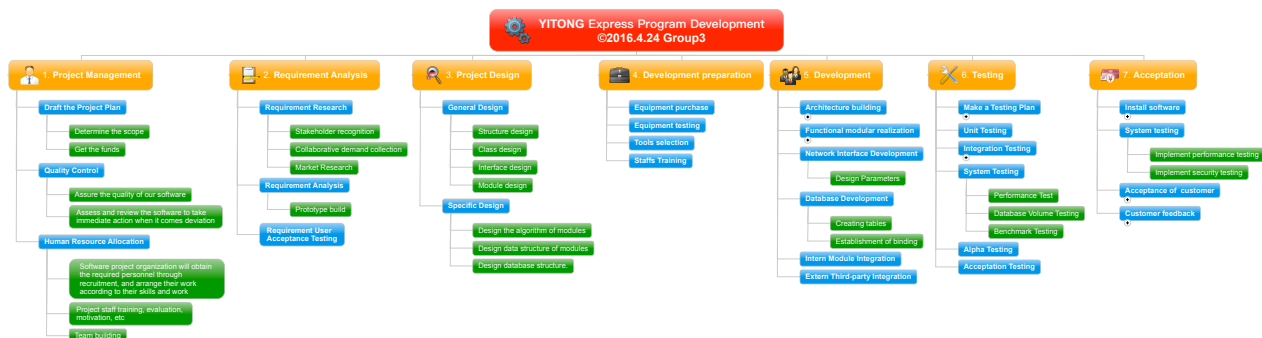 YITONG Express Program Development
©2016.4.24 Group3
1. Project Management
Draft the Project Plan
Determine the scope
Get the funds
Quality Control
Assure the quality of our software
Assess and review the software to take
immediate action when it comes deviation
Human Resource Allocation
Software project organization will obtain
the required personnel through
recruitment, and arrange their work
according to their skills and work
Project staff training, evaluation,
motivation, etc
Team building
2. Requirement Analysis
Requirement Research
Stakeholder recognition
Collaborative demand collection
Market Research
Requirement Analysis
Prototype build
Requirement User
Acceptance Testing
3. Project Design
General Design
Structure design
Class design
Interface design
Module design
Specific Design
Design the algorithm of modules
Design data structure of modules
Design database structure.
4. Development preparation
Equipment purchase
Equipment testing
Tools selection
Staffs Training
5. Development
Architecture building
Functional modular realization
Network Interface Development
Design Parameters
Database Development
Creating tables
Establishment of binding
Intern Module Integration
Extern Third-party Integration
6. Testing
Make a Testing Plan
Unit Testing
Integration Testing
System Testing
Performance Test
Database Volume Testing
Benchmark Testing
Alpha Testing
Acceptation Testing
7. Acceptation
Install software
System testing
Implement performance testing
Implement security testing
Acceptance of customer
Customer feedback